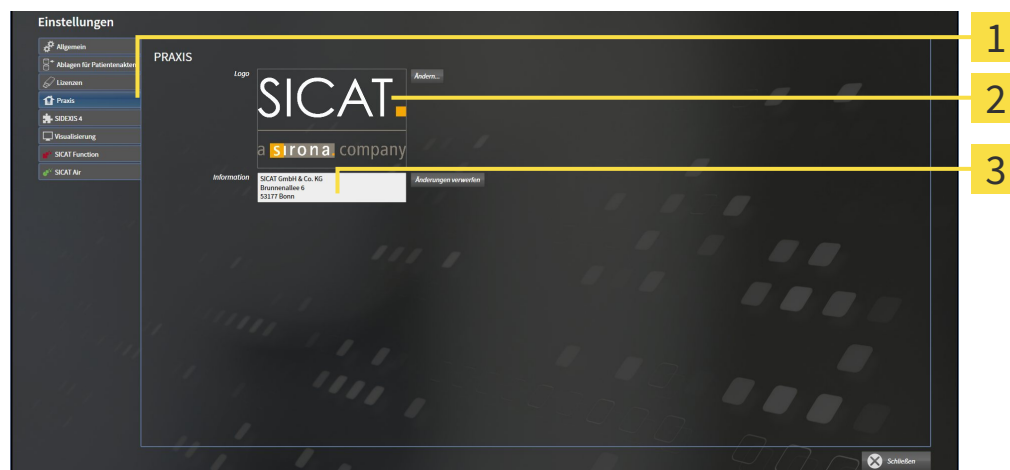 Einstellungen
Allgemein
Ablagen für Patientenakten
Lizenzen
Praxis
SIDEXIS 4
Visualisierung
SICAT Function
SICAT Air
PRAXIS
Logo
SICAT.
a sirona. company
Ändern...
Information
SICAT GmbH & Co. KG
Brunnenallee 6
53177 Bonn
Änderungen verwerfen
Schließen
1
2
3